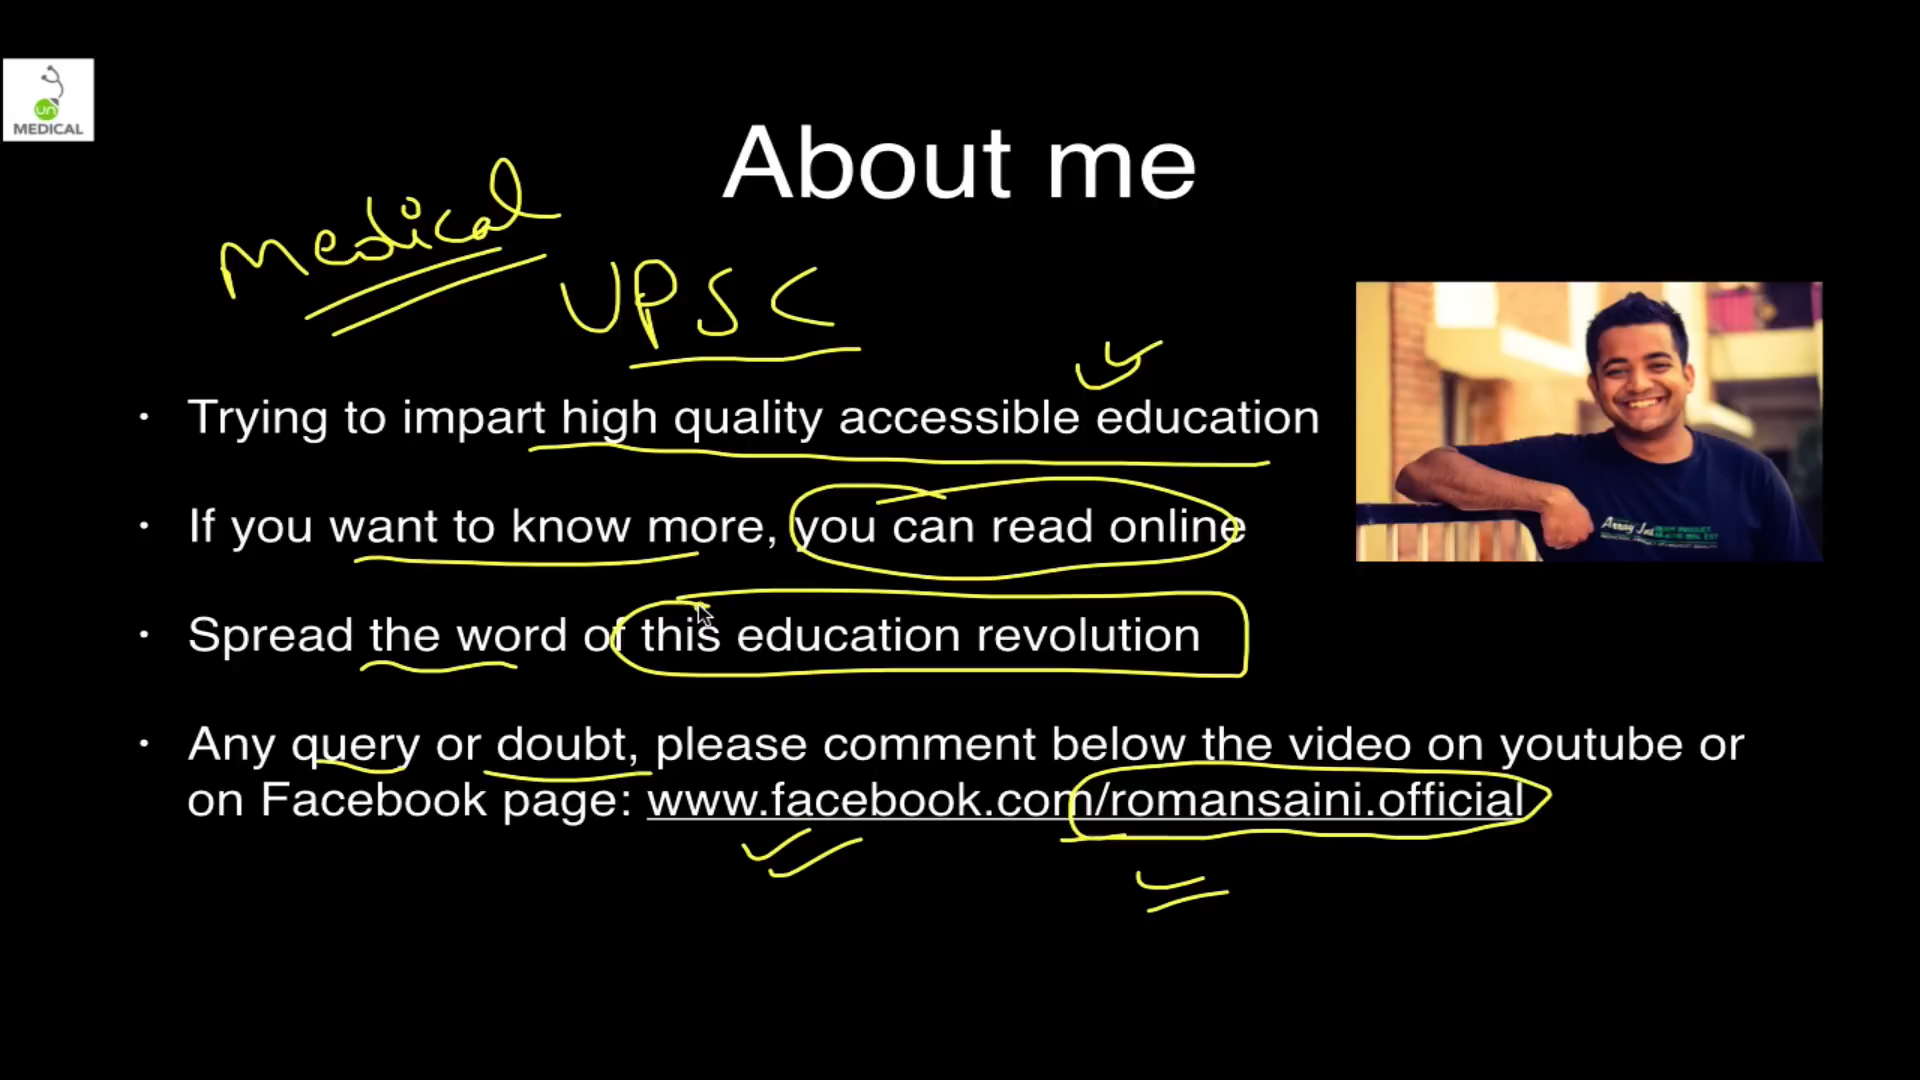 un
MEDICAL
About me
Medical
UPSC
• Trying to impart high quality accessible education
• If you want to know more, you can read online
• Spread the word of this education revolution
• Any query or doubt, please comment below the video on youtube or
on Facebook page: www.facebook.com/romansaini.official